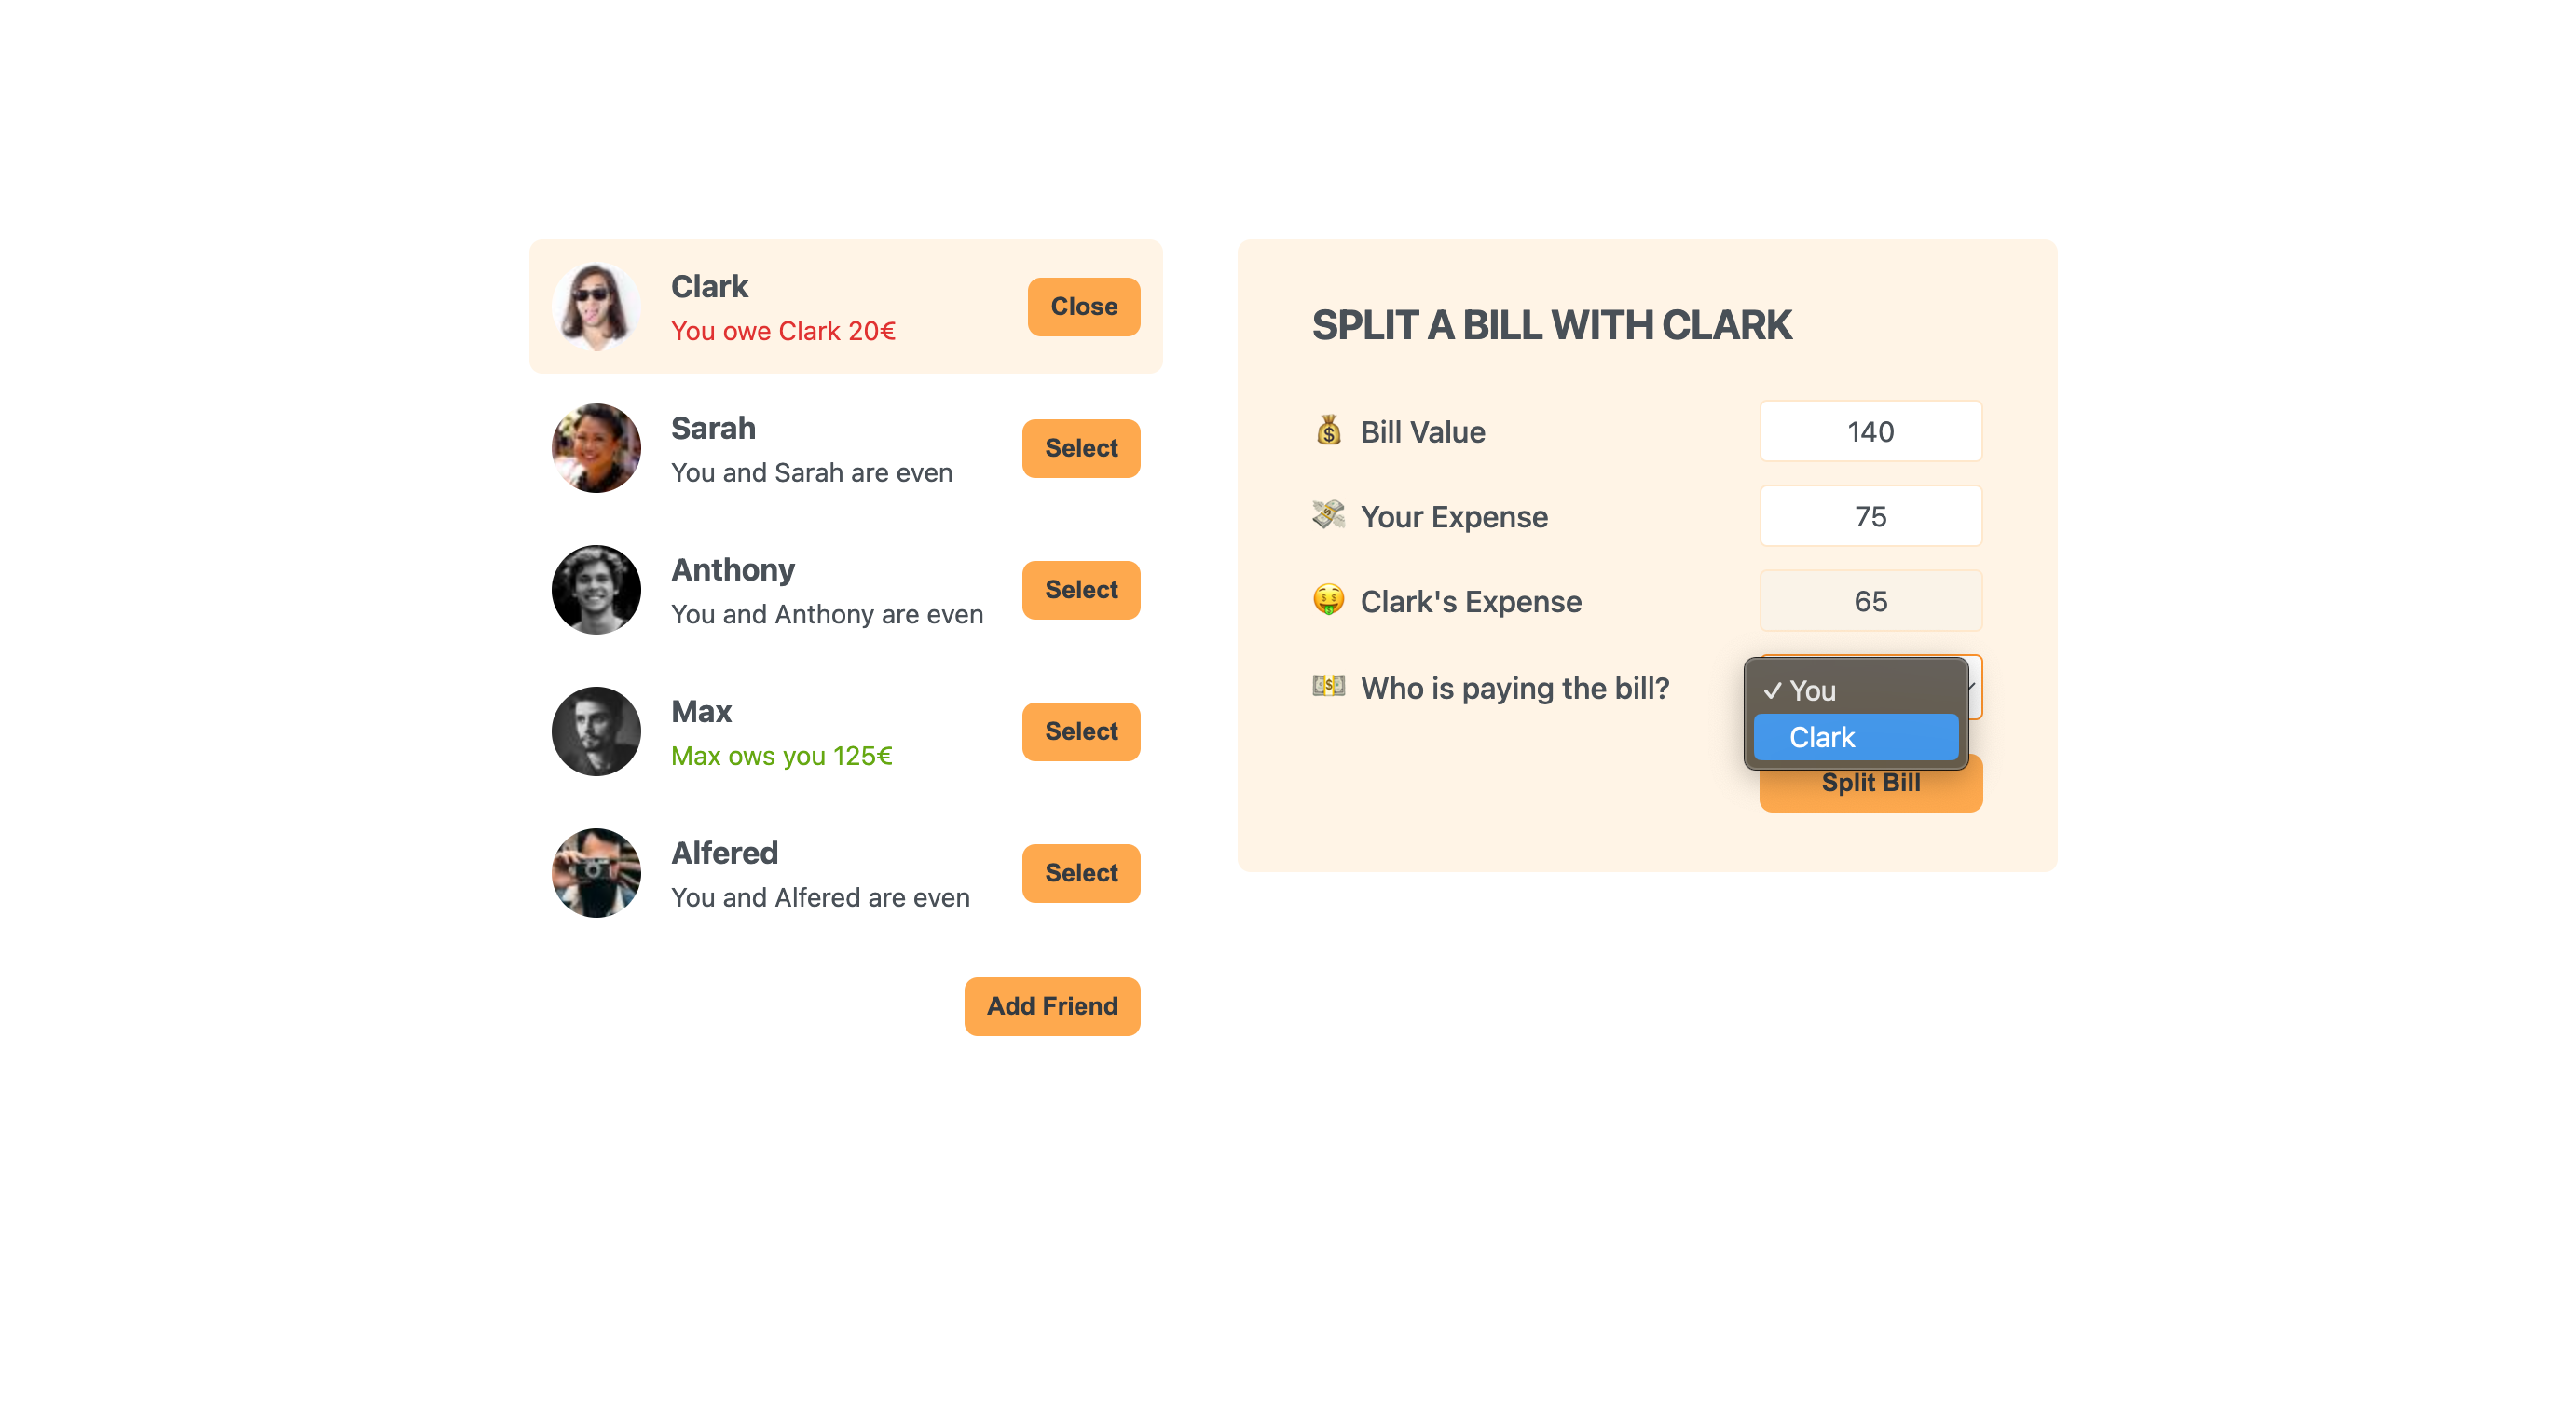 Clark
You owe Clark 20€
Close
Sarah
You and Sarah are even
Select
Anthony
You and Anthony are even
Select
Max
Max ows you 125€
Select
Alfered
You and Alfered are even
Select
Add Friend
SPLIT A BILL WITH CLARK
💰 Bill Value
140
💸 Your Expense
75
🤑 Clark's Expense
65
💵 Who is paying the bill?
✓ You
Clark
Split Bill